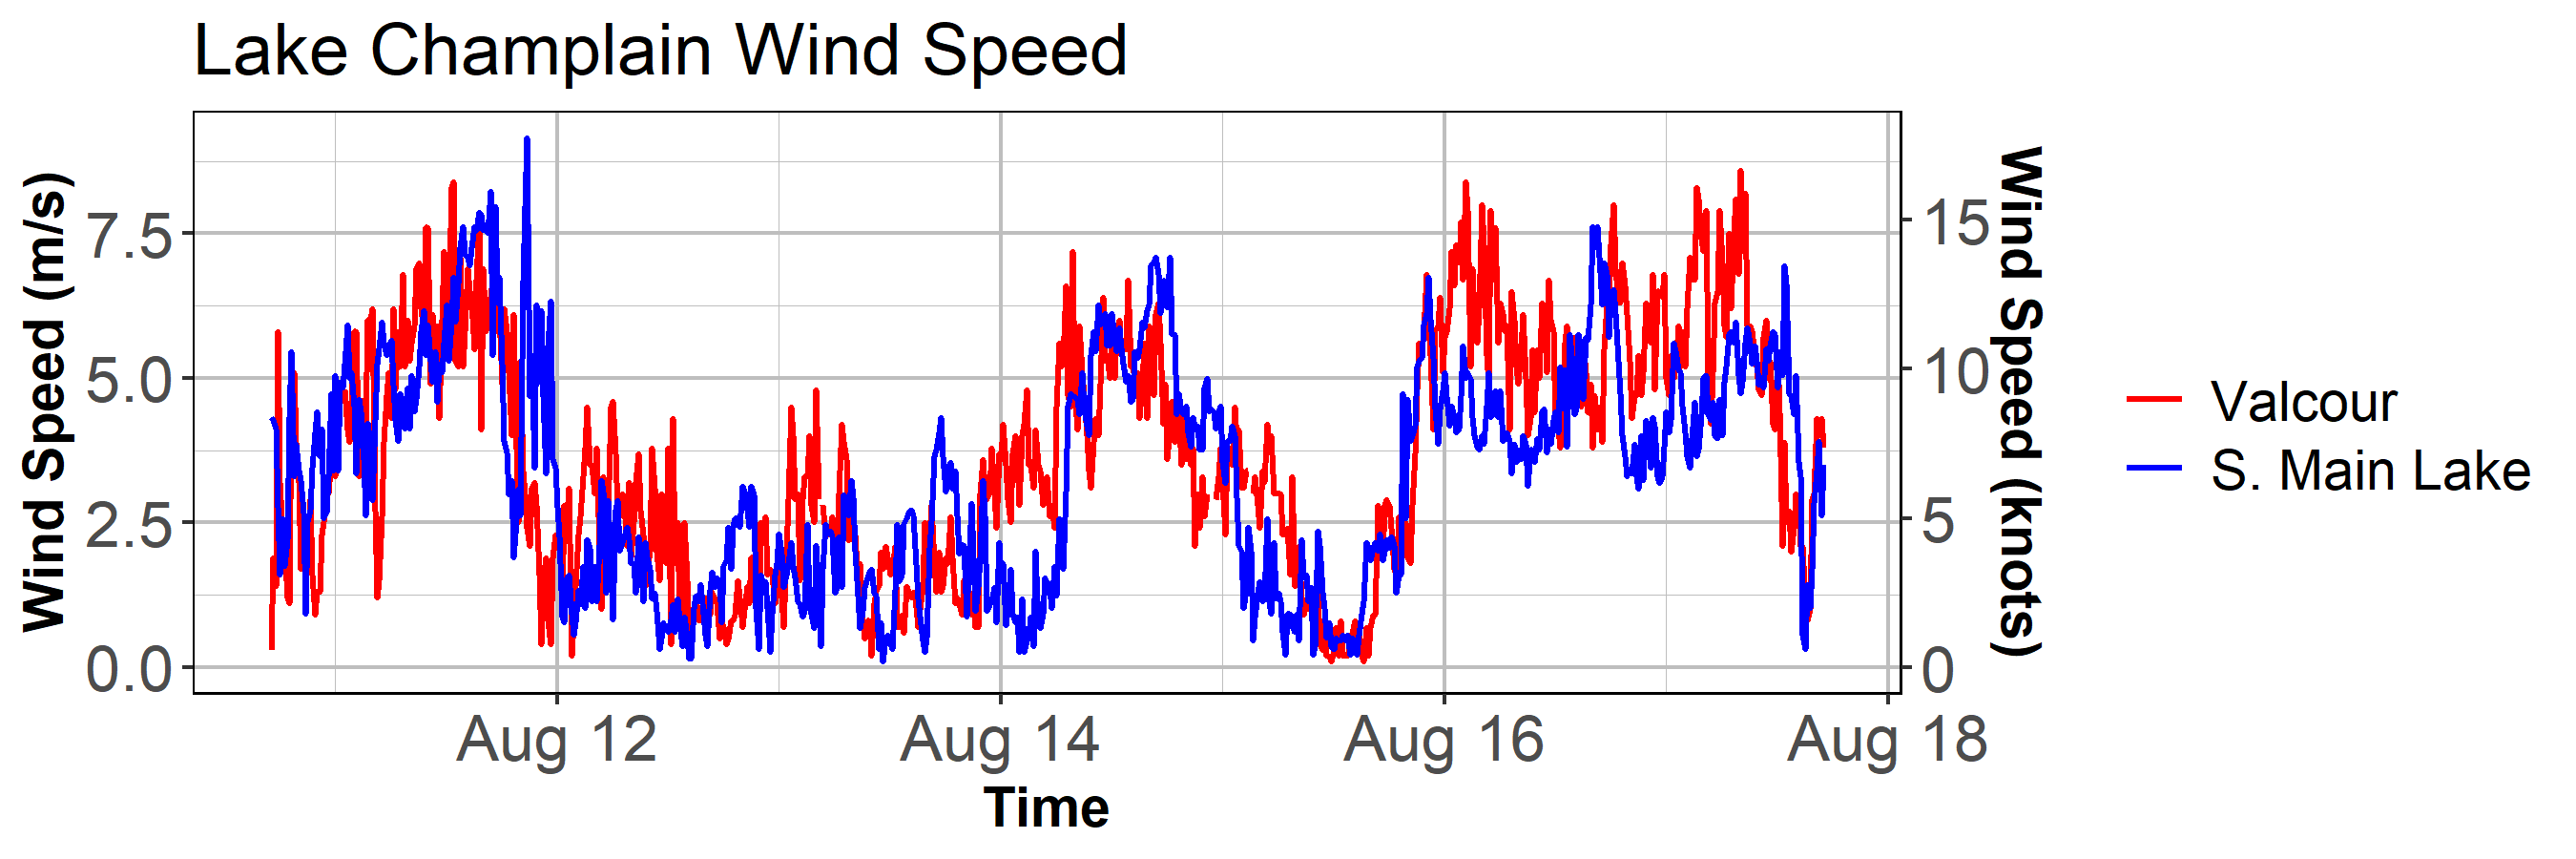 Lake Champlain Wind Speed
Wind Speed (m/s)
7.5
5.0
2.5
0.0
15
10
5
0
Wind Speed (knots)
Aug 12
Aug 14
Aug 16
Aug 18
Time
Valcour
S. Main Lake